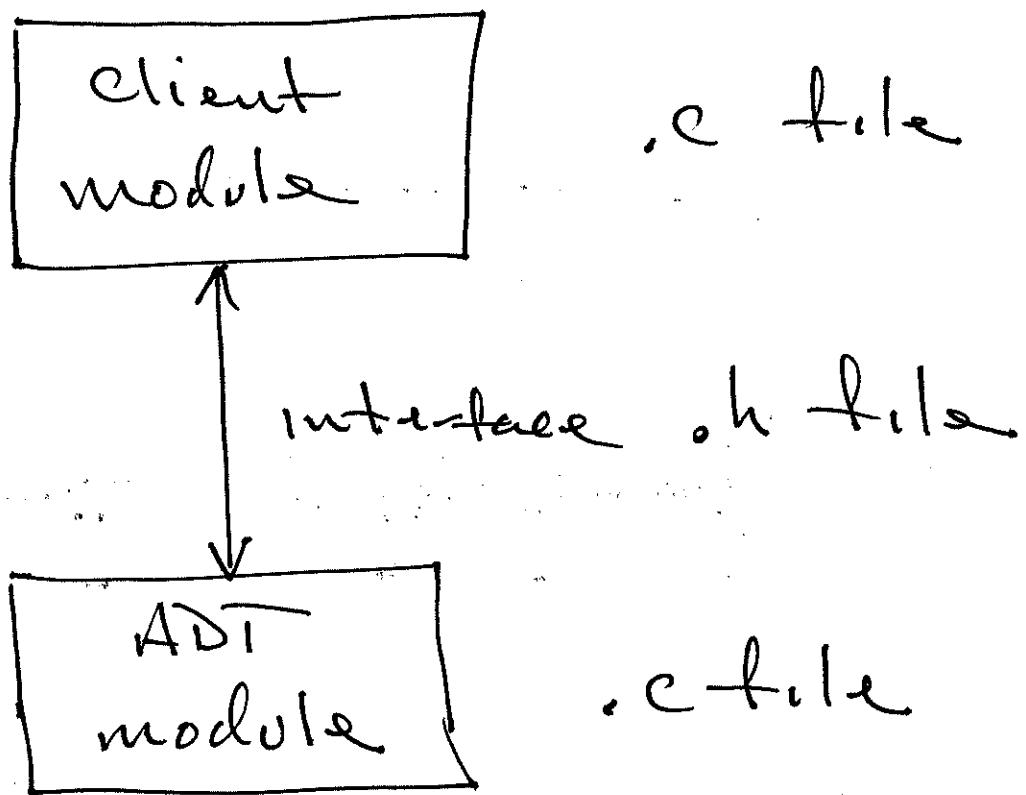 client
module
.c file
interface .h file
ADT
module
.c file